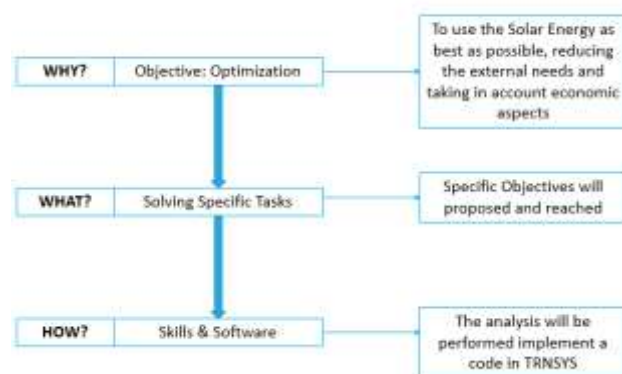 To use the Solar Energy as
best as possible, reducing
WHY? Objective: Optimization the external needs and
taking in account economic
aspects
WHAT? Solving Specific Tasks Specific Objectives will
proposed and reached
The analysis will be
HOW? Skills & Software performed implement a
code in TRNSYS